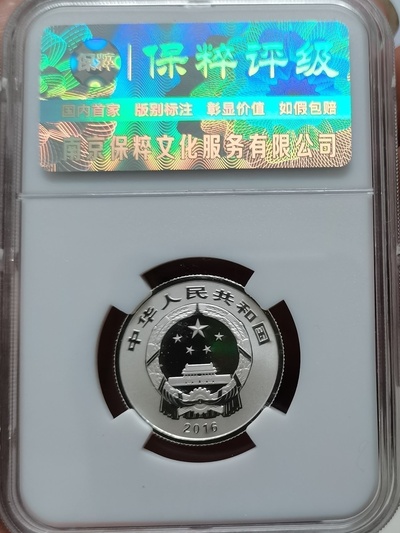 保粹 保粹评级
国内首家 版别标注 彰显价值 如假包赔
南京保粹文化服务有限公司
中华人民共和国
2016